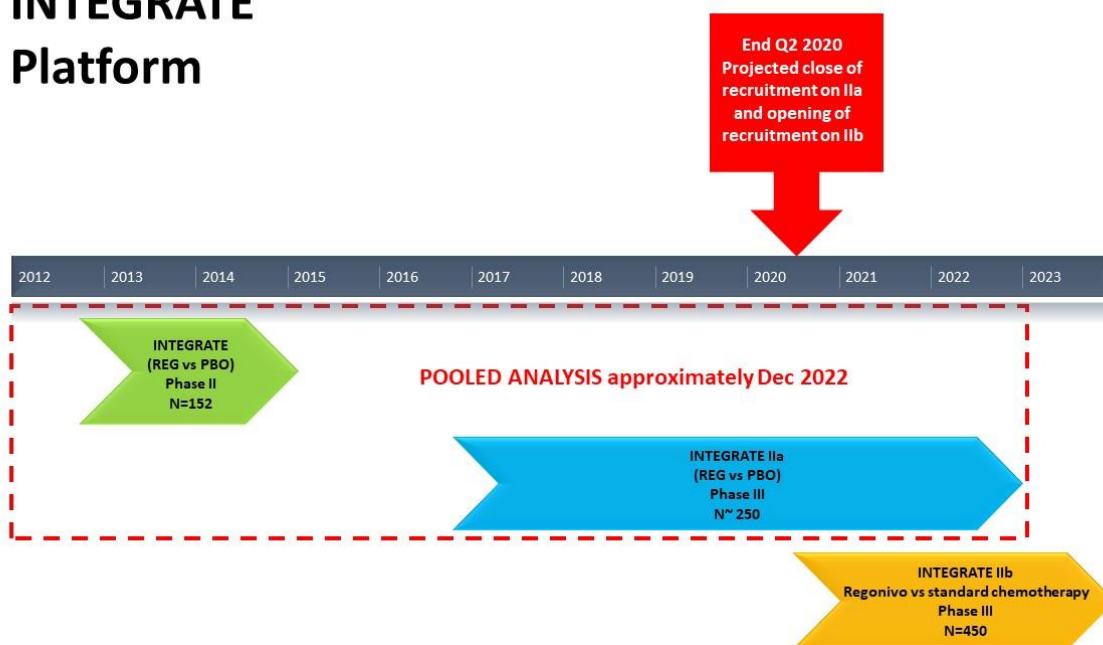 INTEGRATE
Platform
End Q2 2020
Projected close of
recruitment on IIa
and opening of
recruitment on IIb
2012 2013 2014 2015 2016 2017 2018 2019 2020 2021 2022 2023
INTEGRATE
(REG vs PBO)
Phase II
N=152
POOLED ANALYSIS approximately Dec 2022
INTEGRATE IIa
(REG vs PBO)
Phase III
N~ 250
INTEGRATE IIb
Regonivo vs standard chemotherapy
Phase III
N=450